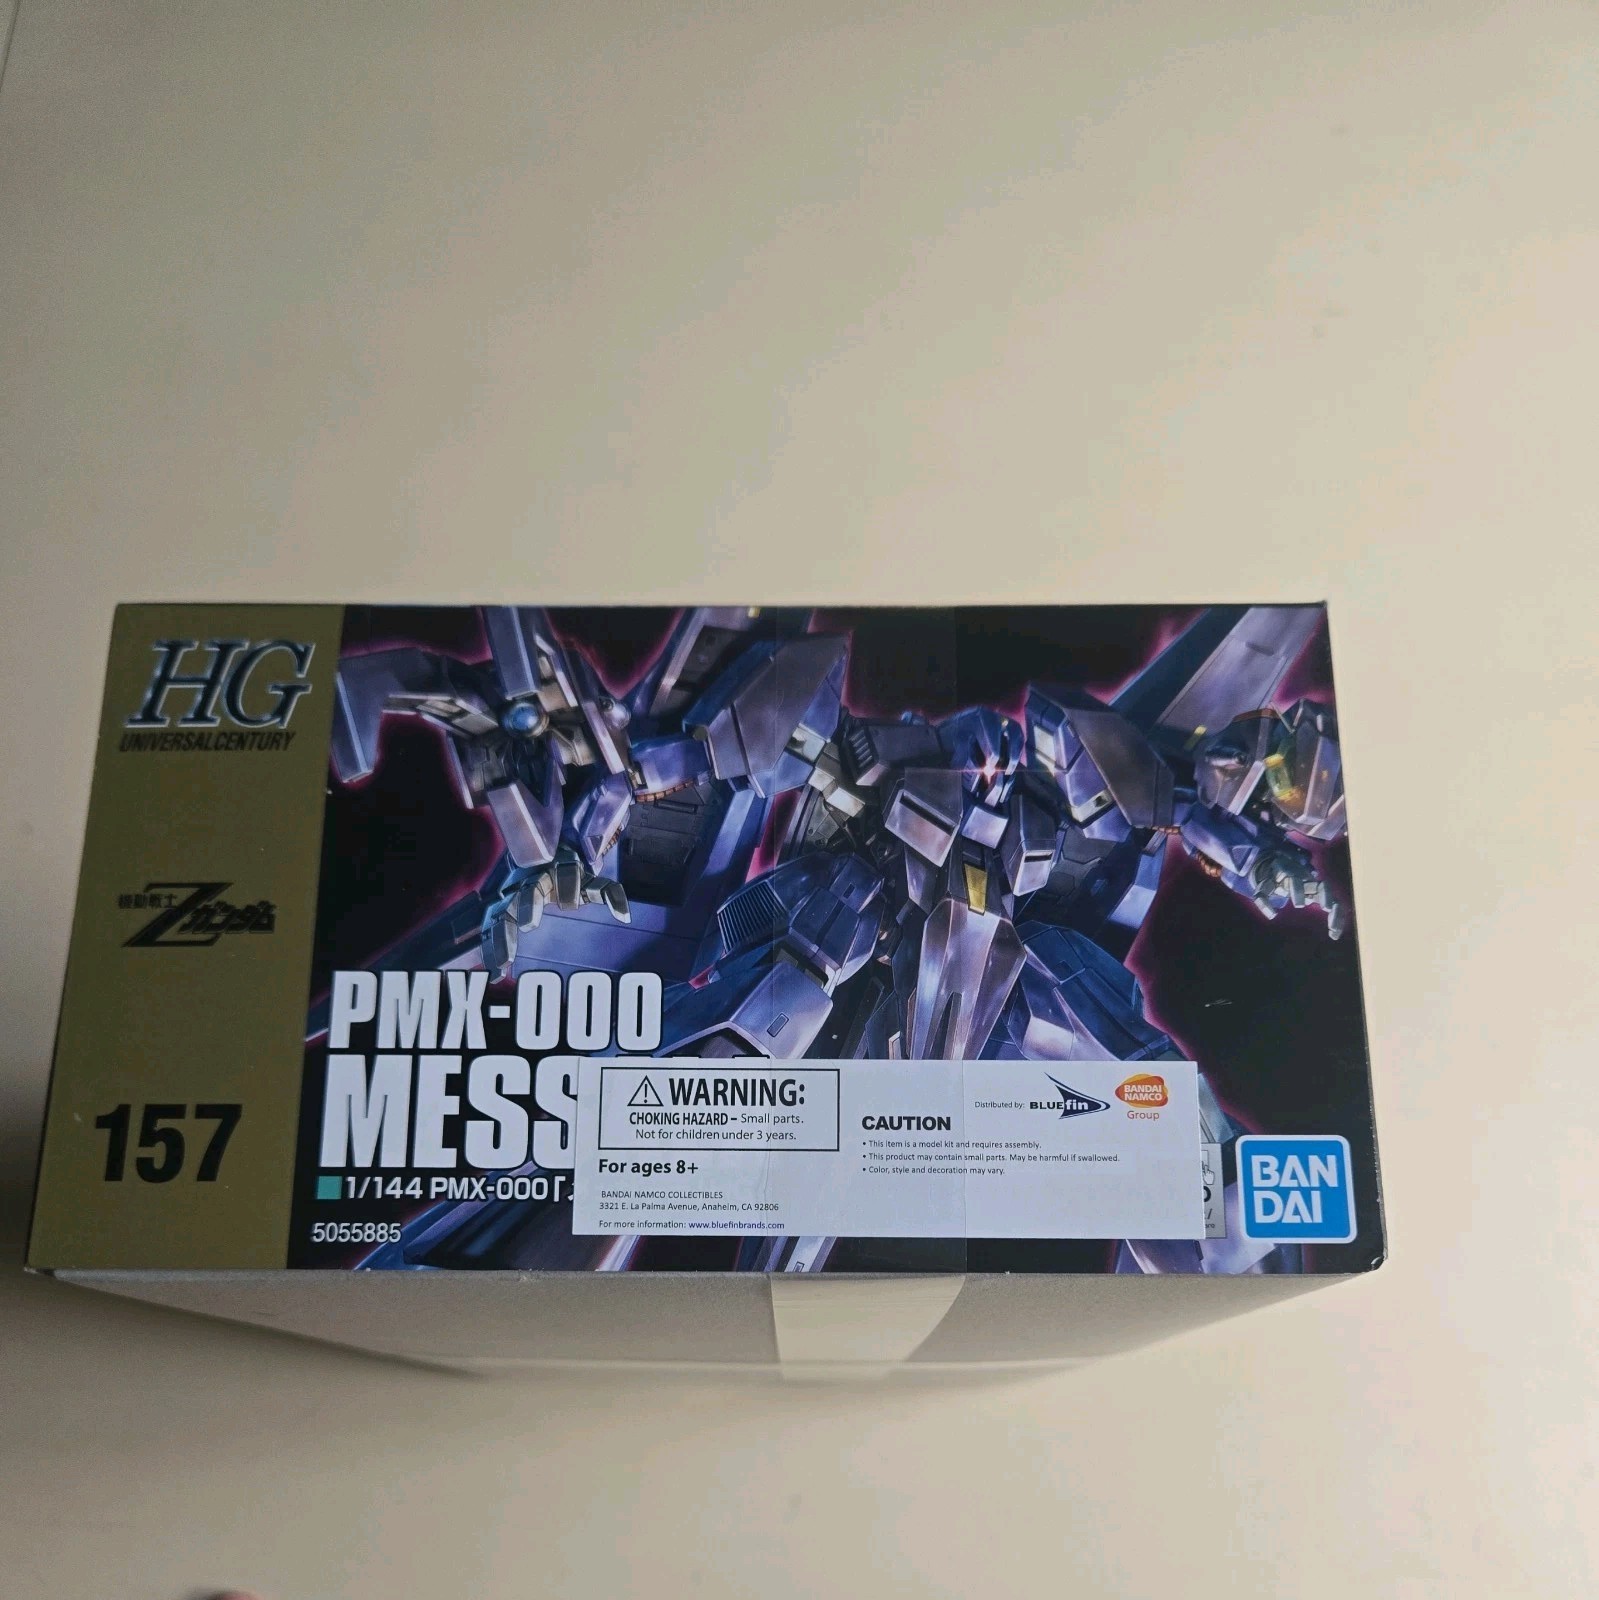 HG
UNIVERSAL CENTURY
機動戦士
Zガンダム
157
PMX-000
MESS
1/144 PMX-000「
5055885
WARNING:
CHOKING HAZARD – Small parts.
Not for children under 3 years.
For ages 8+
BANDAI NAMCO COLLECTIBLES
3321 E. La Palma Avenue, Anaheim, CA 92806
For more information: www.bluefinbrands.com
CAUTION
• This item is a model kit and requires assembly.
• This product may contain small parts. May be harmful if swallowed.
• Color, style and decoration may vary.
Distributed by: BLUEfin
BANDAI
NAMCO
Group
BAN
DAI